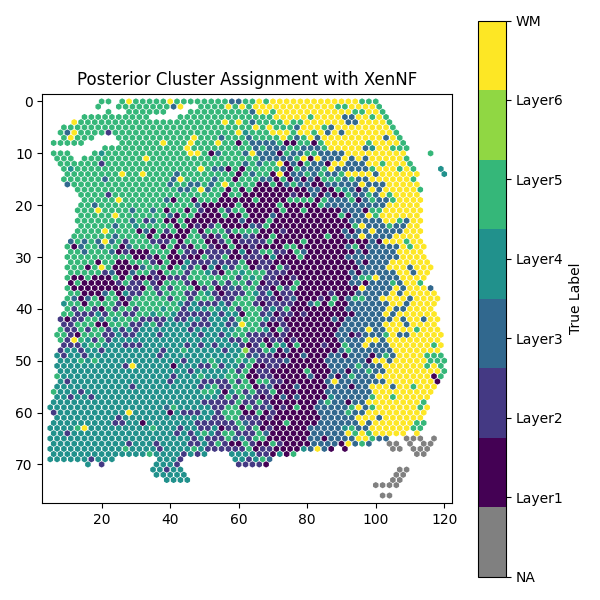 Posterior Cluster Assignment with XenNF
0
10
20
30
40
50
60
70
20
40
60
80
100
120
WM
Layer6
Layer5
Layer4
Layer3
Layer2
Layer1
NA
True Label